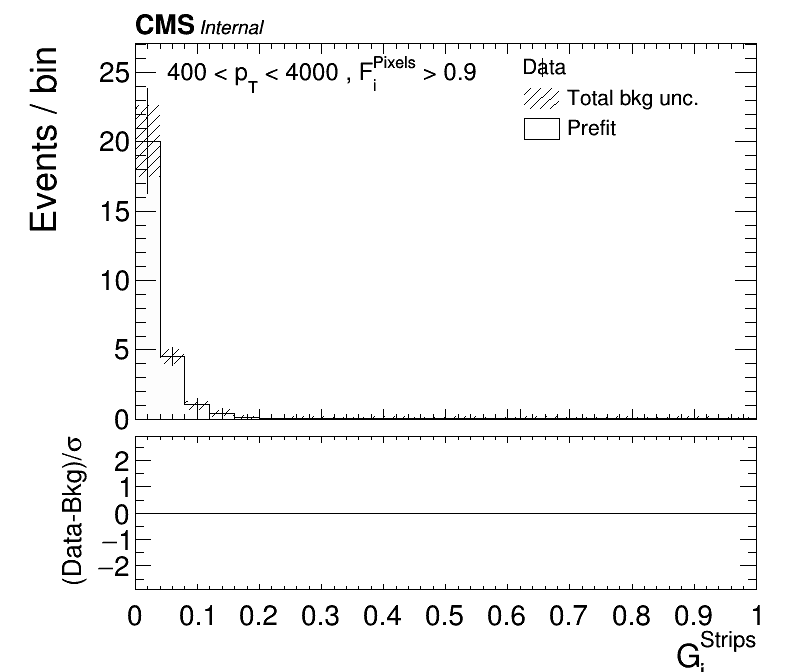 CMS Internal
Events / bin
400 < p_T < 4000 , F_i^Pixels > 0.9
Data
Total bkg unc.
Prefit
25
20
15
10
5
0
(Data-Bkg)/σ
2
1
0
−1
−2
0 0.1 0.2 0.3 0.4 0.5 0.6 0.7 0.8 0.9 1
G_i^Strips